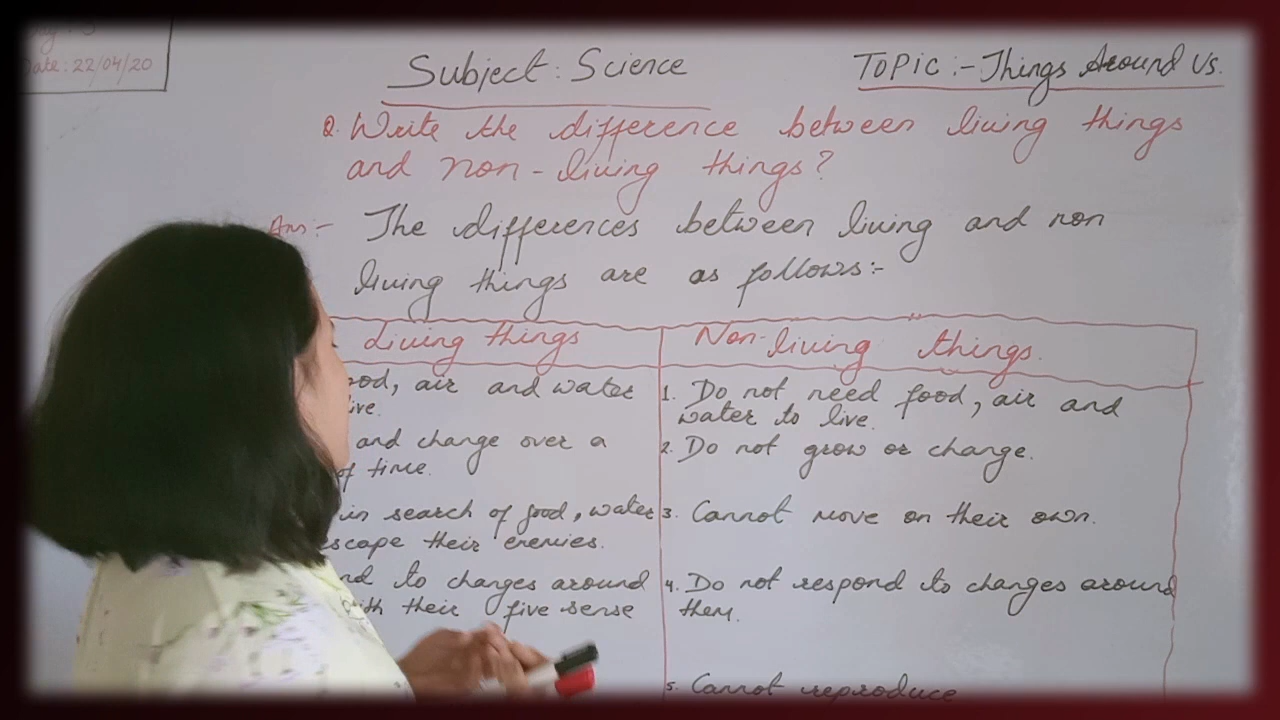 Date: 22/04/20
Subject: Science
TOPIC :- Things Around Us.
Q. Write the difference between living things
and non-living things?
Ans:- The differences between living and non
living things are as follows:-
Living things
ood, air and water
ive.
and change over a
of time.
in search of food, water
scape their enemies.
nd to changes around
ith their five sense
Non-living things.
1. Do not need food, air and
water to live.
2. Do not grow or change.
3. Cannot move on their own.
4. Do not respond to changes around
them.
5. Cannot reproduce